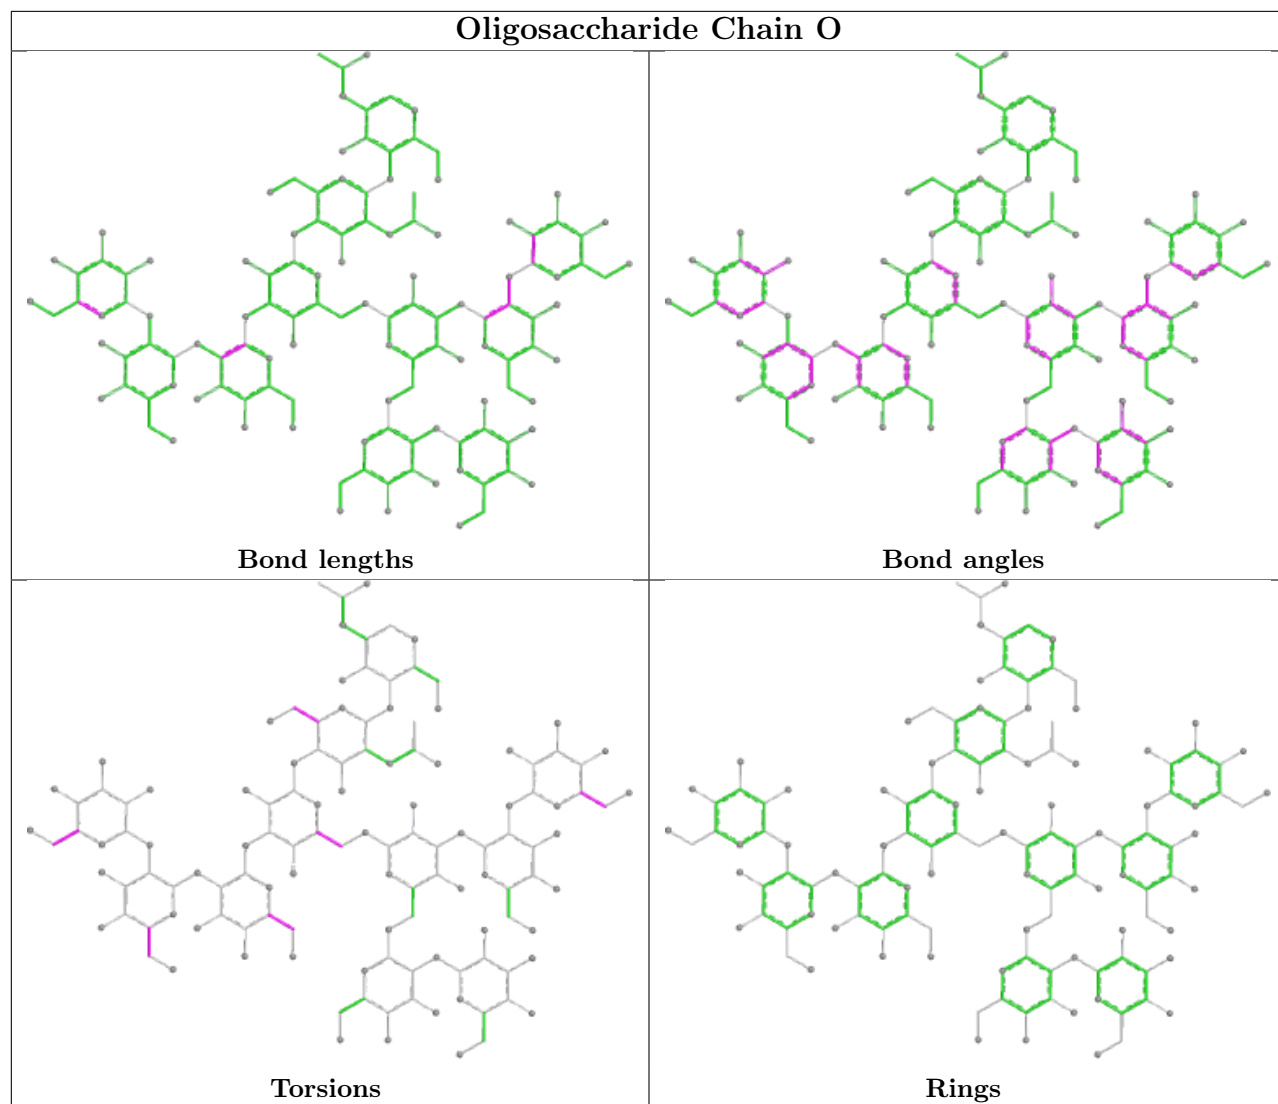 Oligosaccharide Chain O
Bond lengths
Bond angles
Torsions
Rings